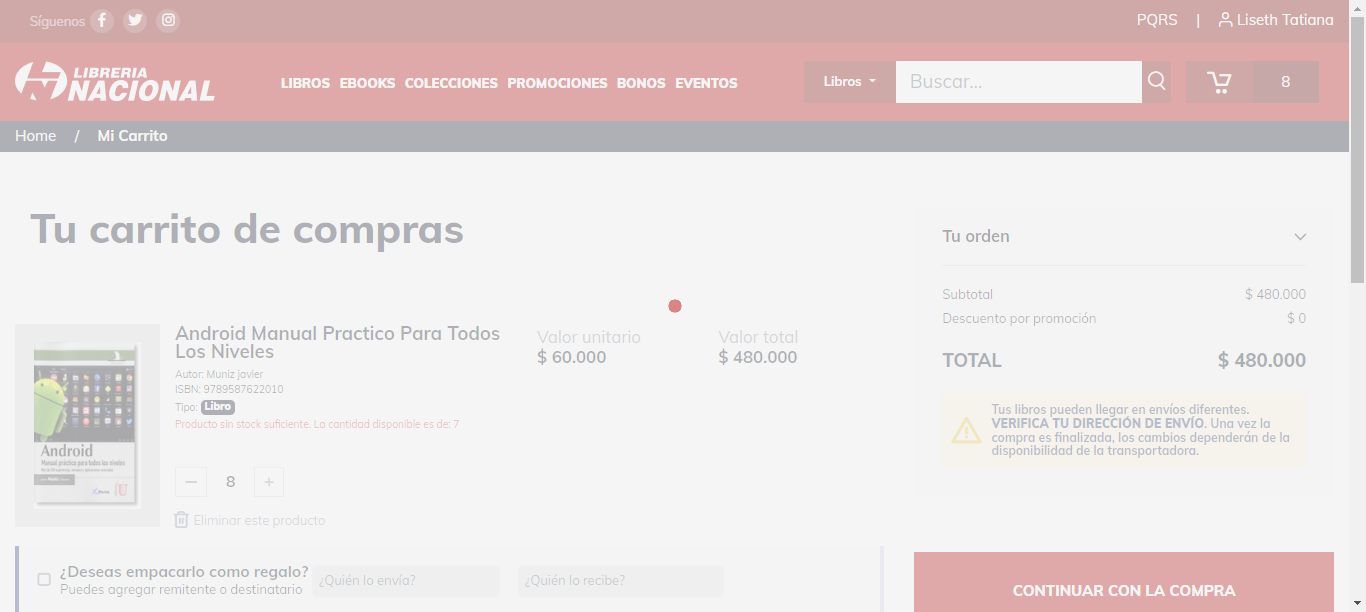 Síguenos
PQRS | Liseth Tatiana
LIBRERIA
NACIONAL
LIBROS EBOOKS COLECCIONES PROMOCIONES BONOS EVENTOS
Libros
Buscar...
8
Home / Mi Carrito
Tu carrito de compras
Android Manual Practico Para Todos
Los Niveles
Autor: Muniz javier
ISBN: 9789587622010
Tipo: Libro
Producto sin stock suficiente. La cantidad disponible es de: 7
Valor unitario
$ 60.000
Valor total
$ 480.000
Android
Manual práctico para todos los niveles
8
Eliminar este producto
¿Deseas empacarlo como regalo?
Puedes agregar remitente o destinatario
¿Quién lo envía?
¿Quién lo recibe?
Tu orden
Subtotal $ 480.000
Descuento por promoción $ 0
TOTAL $ 480.000
Tus libros pueden llegar en envíos diferentes.
VERIFICA TU DIRECCIÓN DE ENVÍO. Una vez la
compra es finalizada, los cambios dependerán de la
disponibilidad de la transportadora.
CONTINUAR CON LA COMPRA